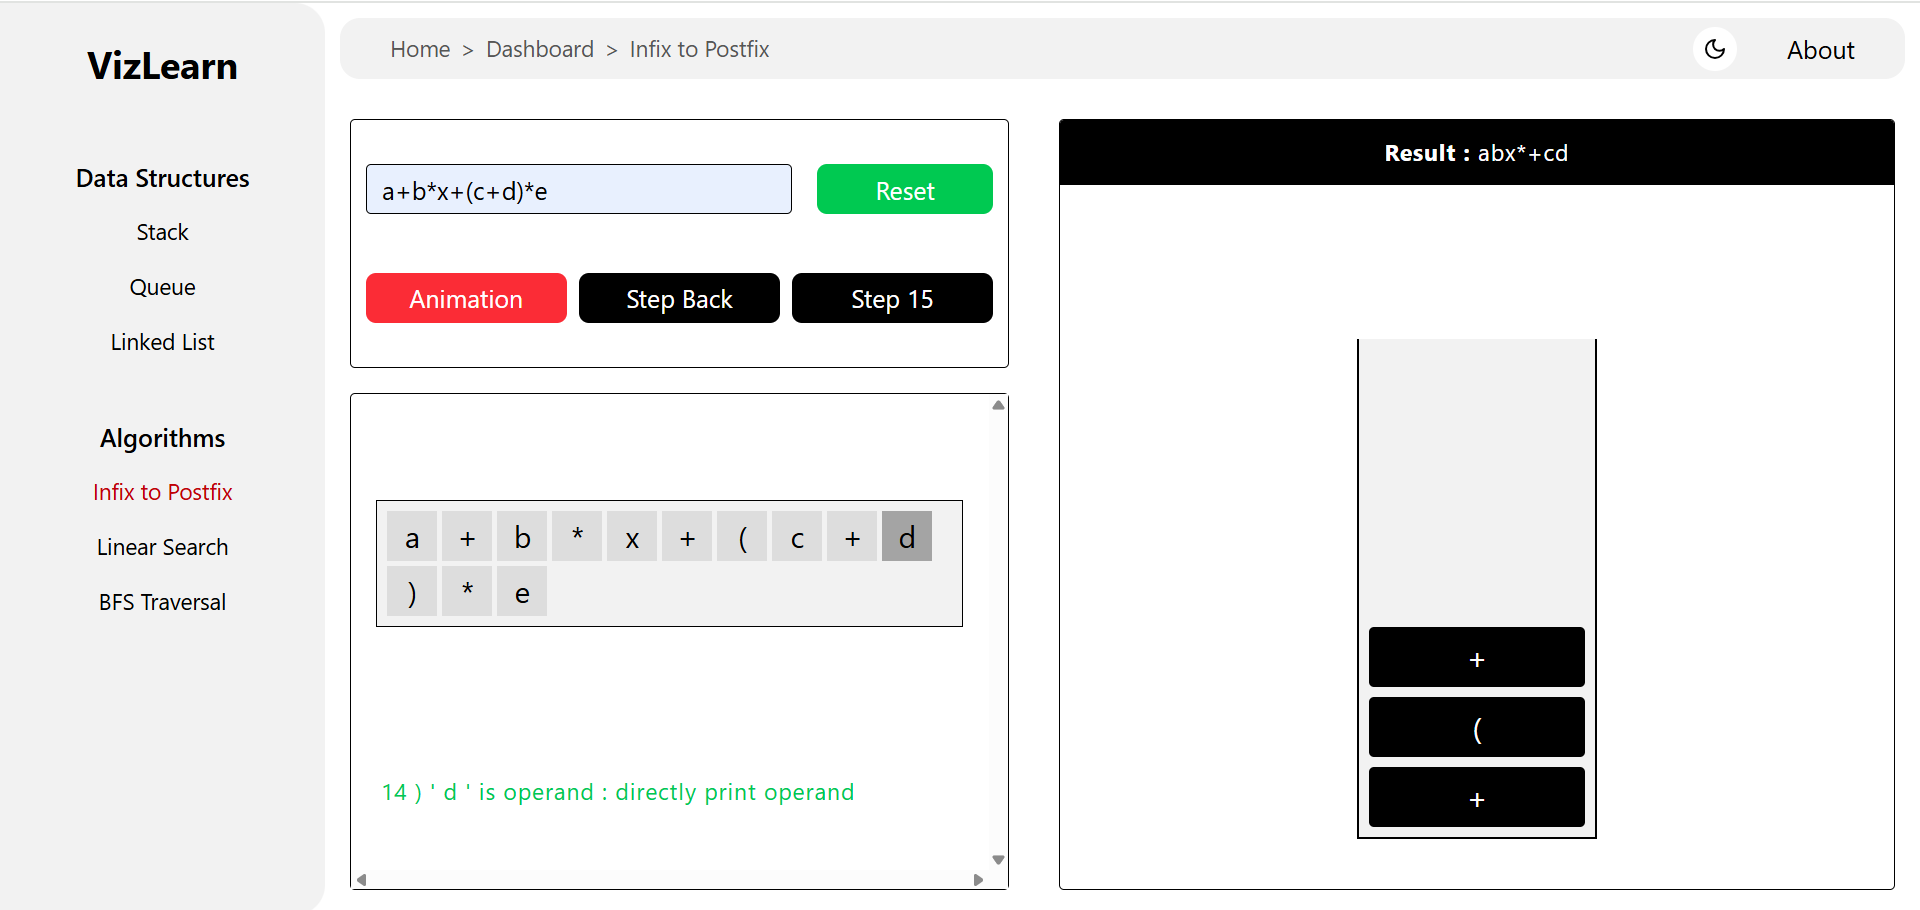 VizLearn
Data Structures
Stack
Queue
Linked List
Algorithms
Infix to Postfix
Linear Search
BFS Traversal
Home > Dashboard > Infix to Postfix
About
a+b*x+(c+d)*e
Reset
Animation
Step Back
Step 15
a + b * x + ( c + d
) * e
14 ) ' d ' is operand : directly print operand
Result : abx*+cd
+
(
+